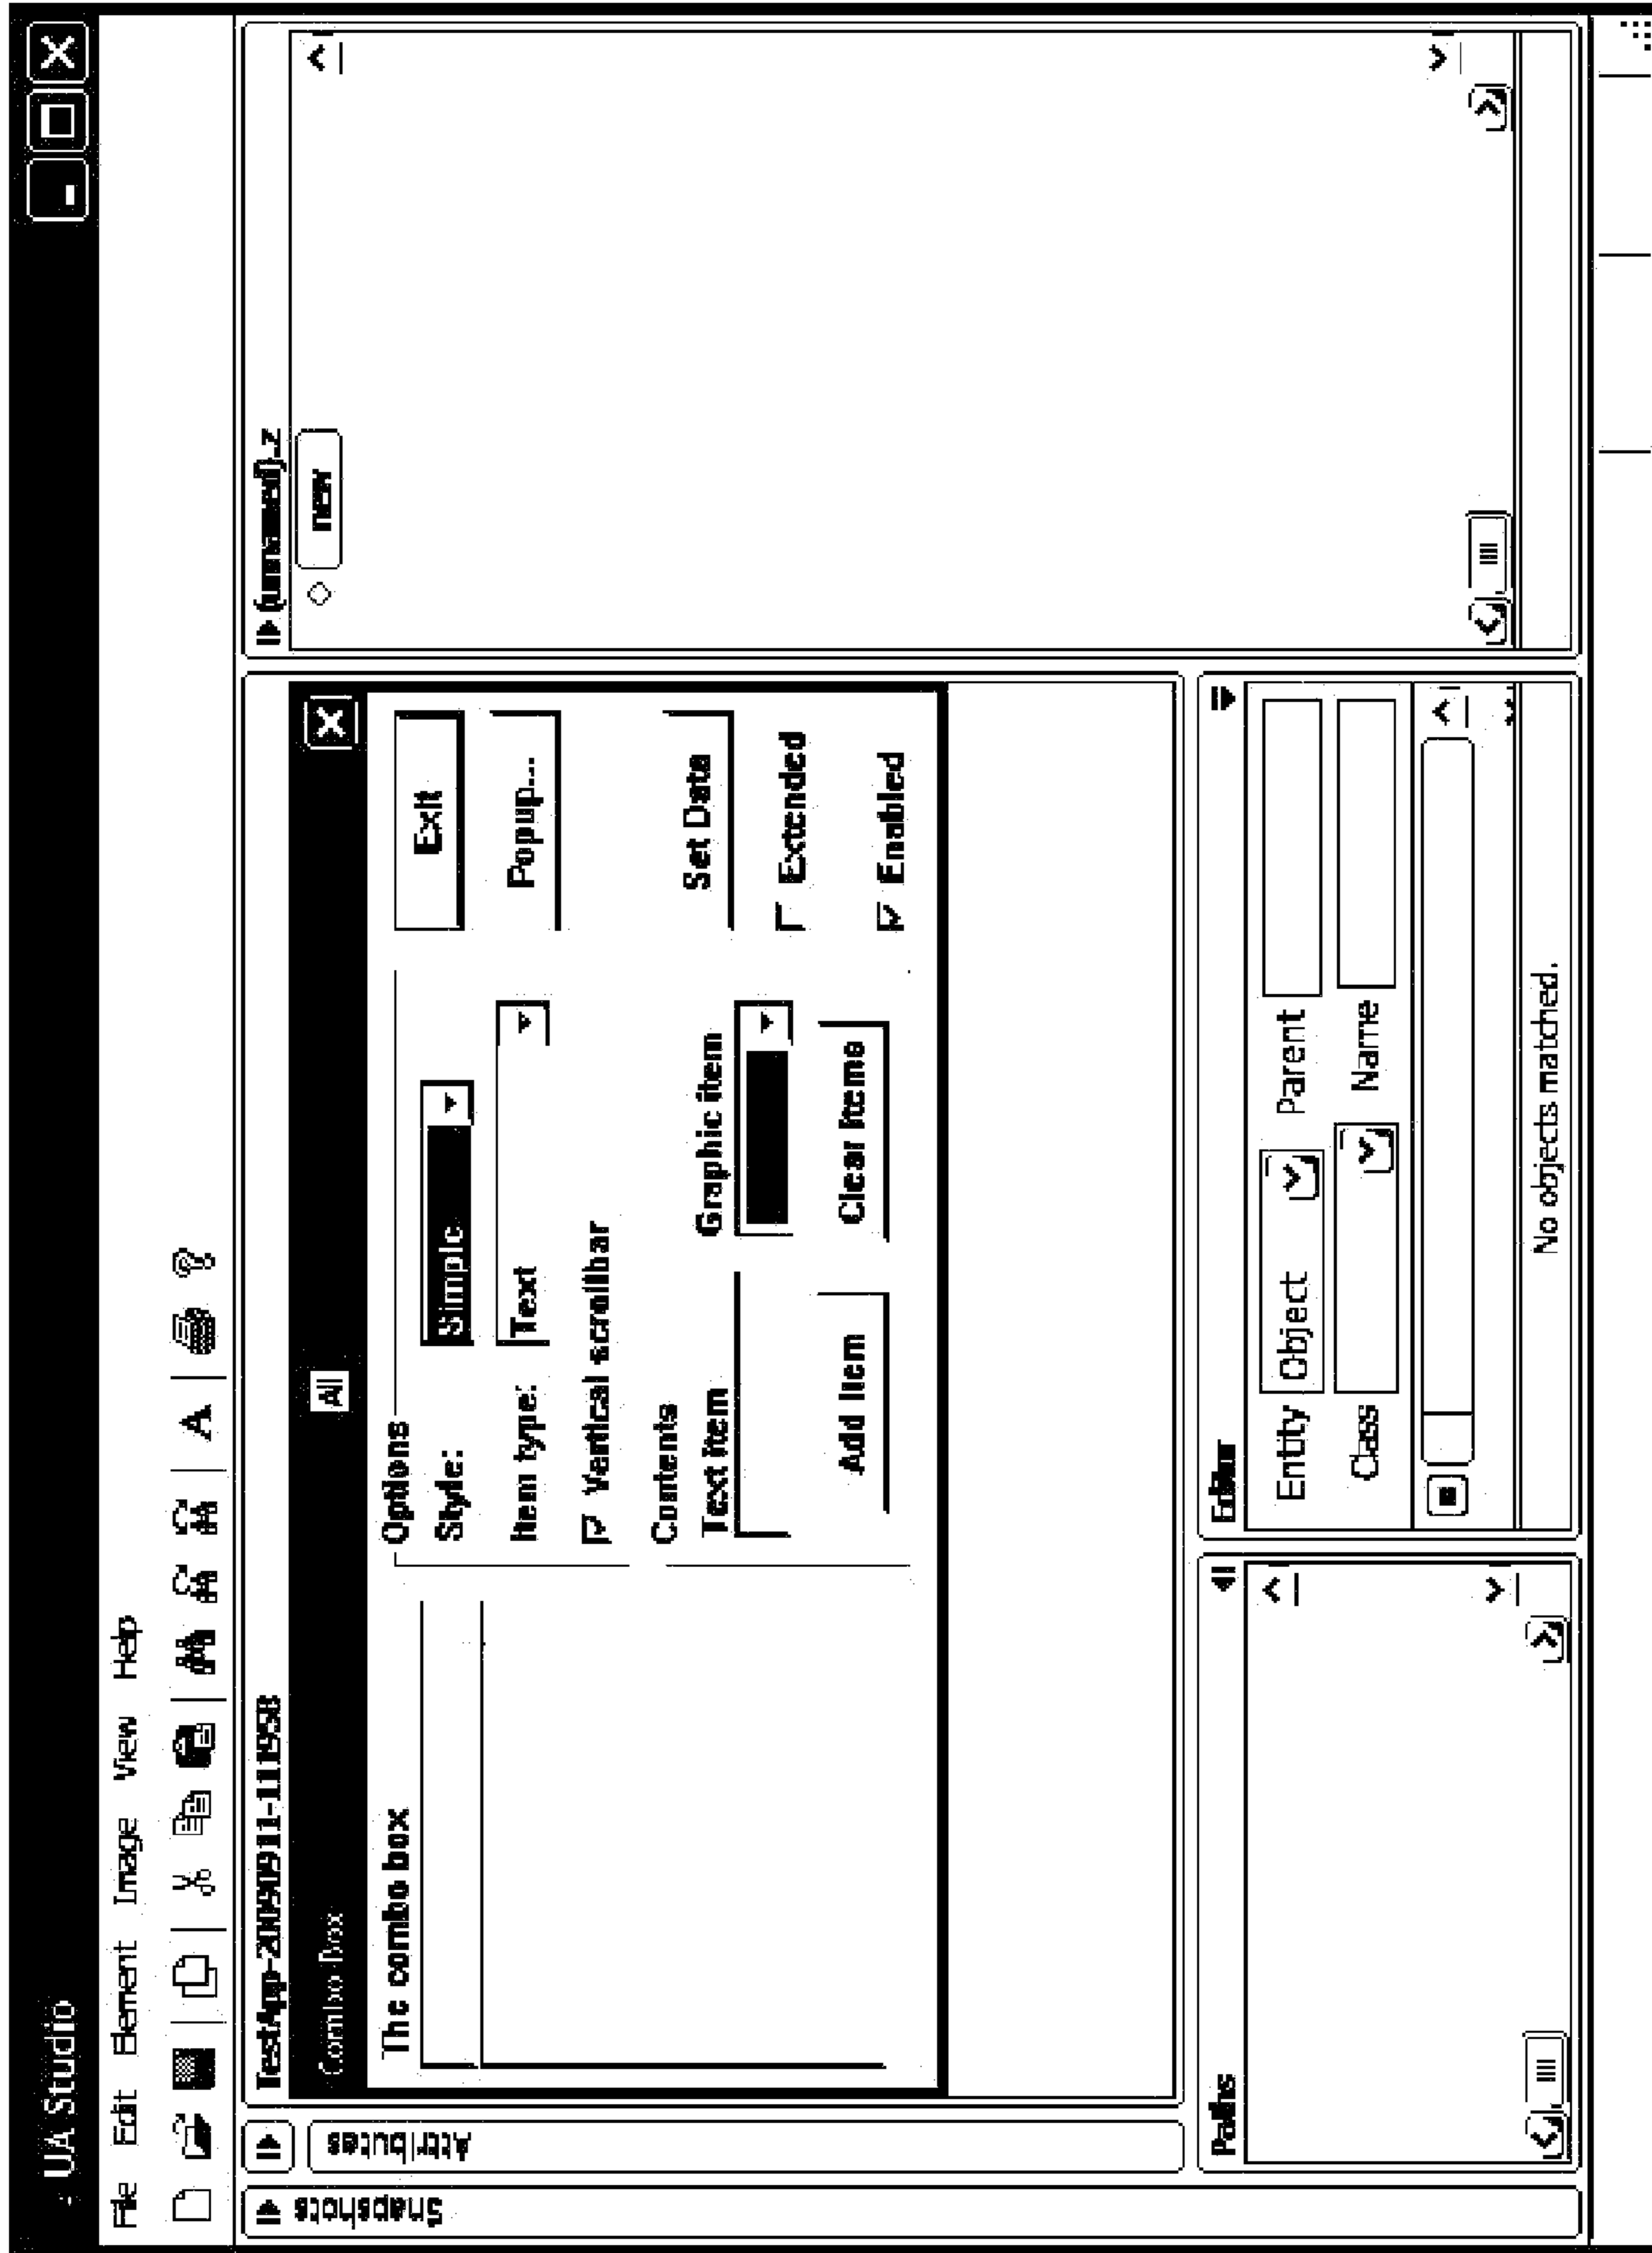 UA Studio
File Edit Element Image View Help
Snapshots
Attributes
TestApp-20090911-111958
Combo Box
All
The combo box
Options
Style:
Simple
Item type:
Text
Vertical scrollbar
Contents
Text item
Graphic item
Add Item
Clear Items
Exit
Popup...
Set Data
Extended
Enabled
(unnamed).z
new
Paths
Editor
Entity Object Parent
Class Name
No objects matched.